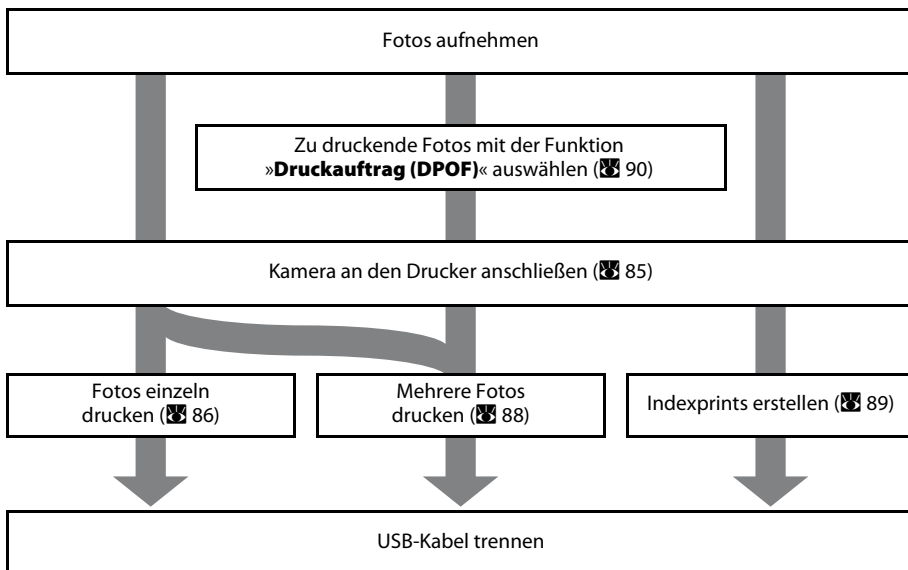 Fotos aufnehmen
Zu druckende Fotos mit der Funktion
»Druckauftrag (DPOF)« auswählen ( 90)
Kamera an den Drucker anschließen ( 85)
Fotos einzeln
drucken ( 86)
Mehrere Fotos
drucken ( 88)
Indexprints erstellen ( 89)
USB-Kabel trennen